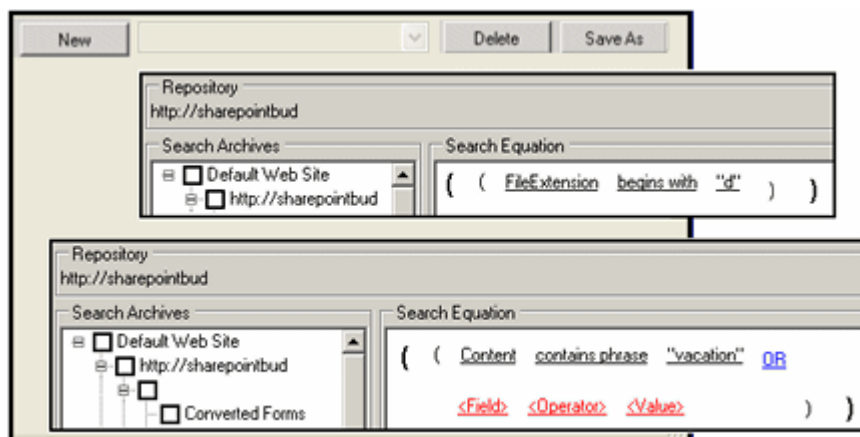 New Delete Save As
Repository
http://sharepointbud
Search Archives Search Equation
Default Web Site
http://sharepointbud
( ( FileExtension begins with "d" ) )
Repository
http://sharepointbud
Search Archives Search Equation
Default Web Site
http://sharepointbud
Converted Forms
( ( Content contains phrase "vacation" OR
<Field> <Operator> <Value> ) )